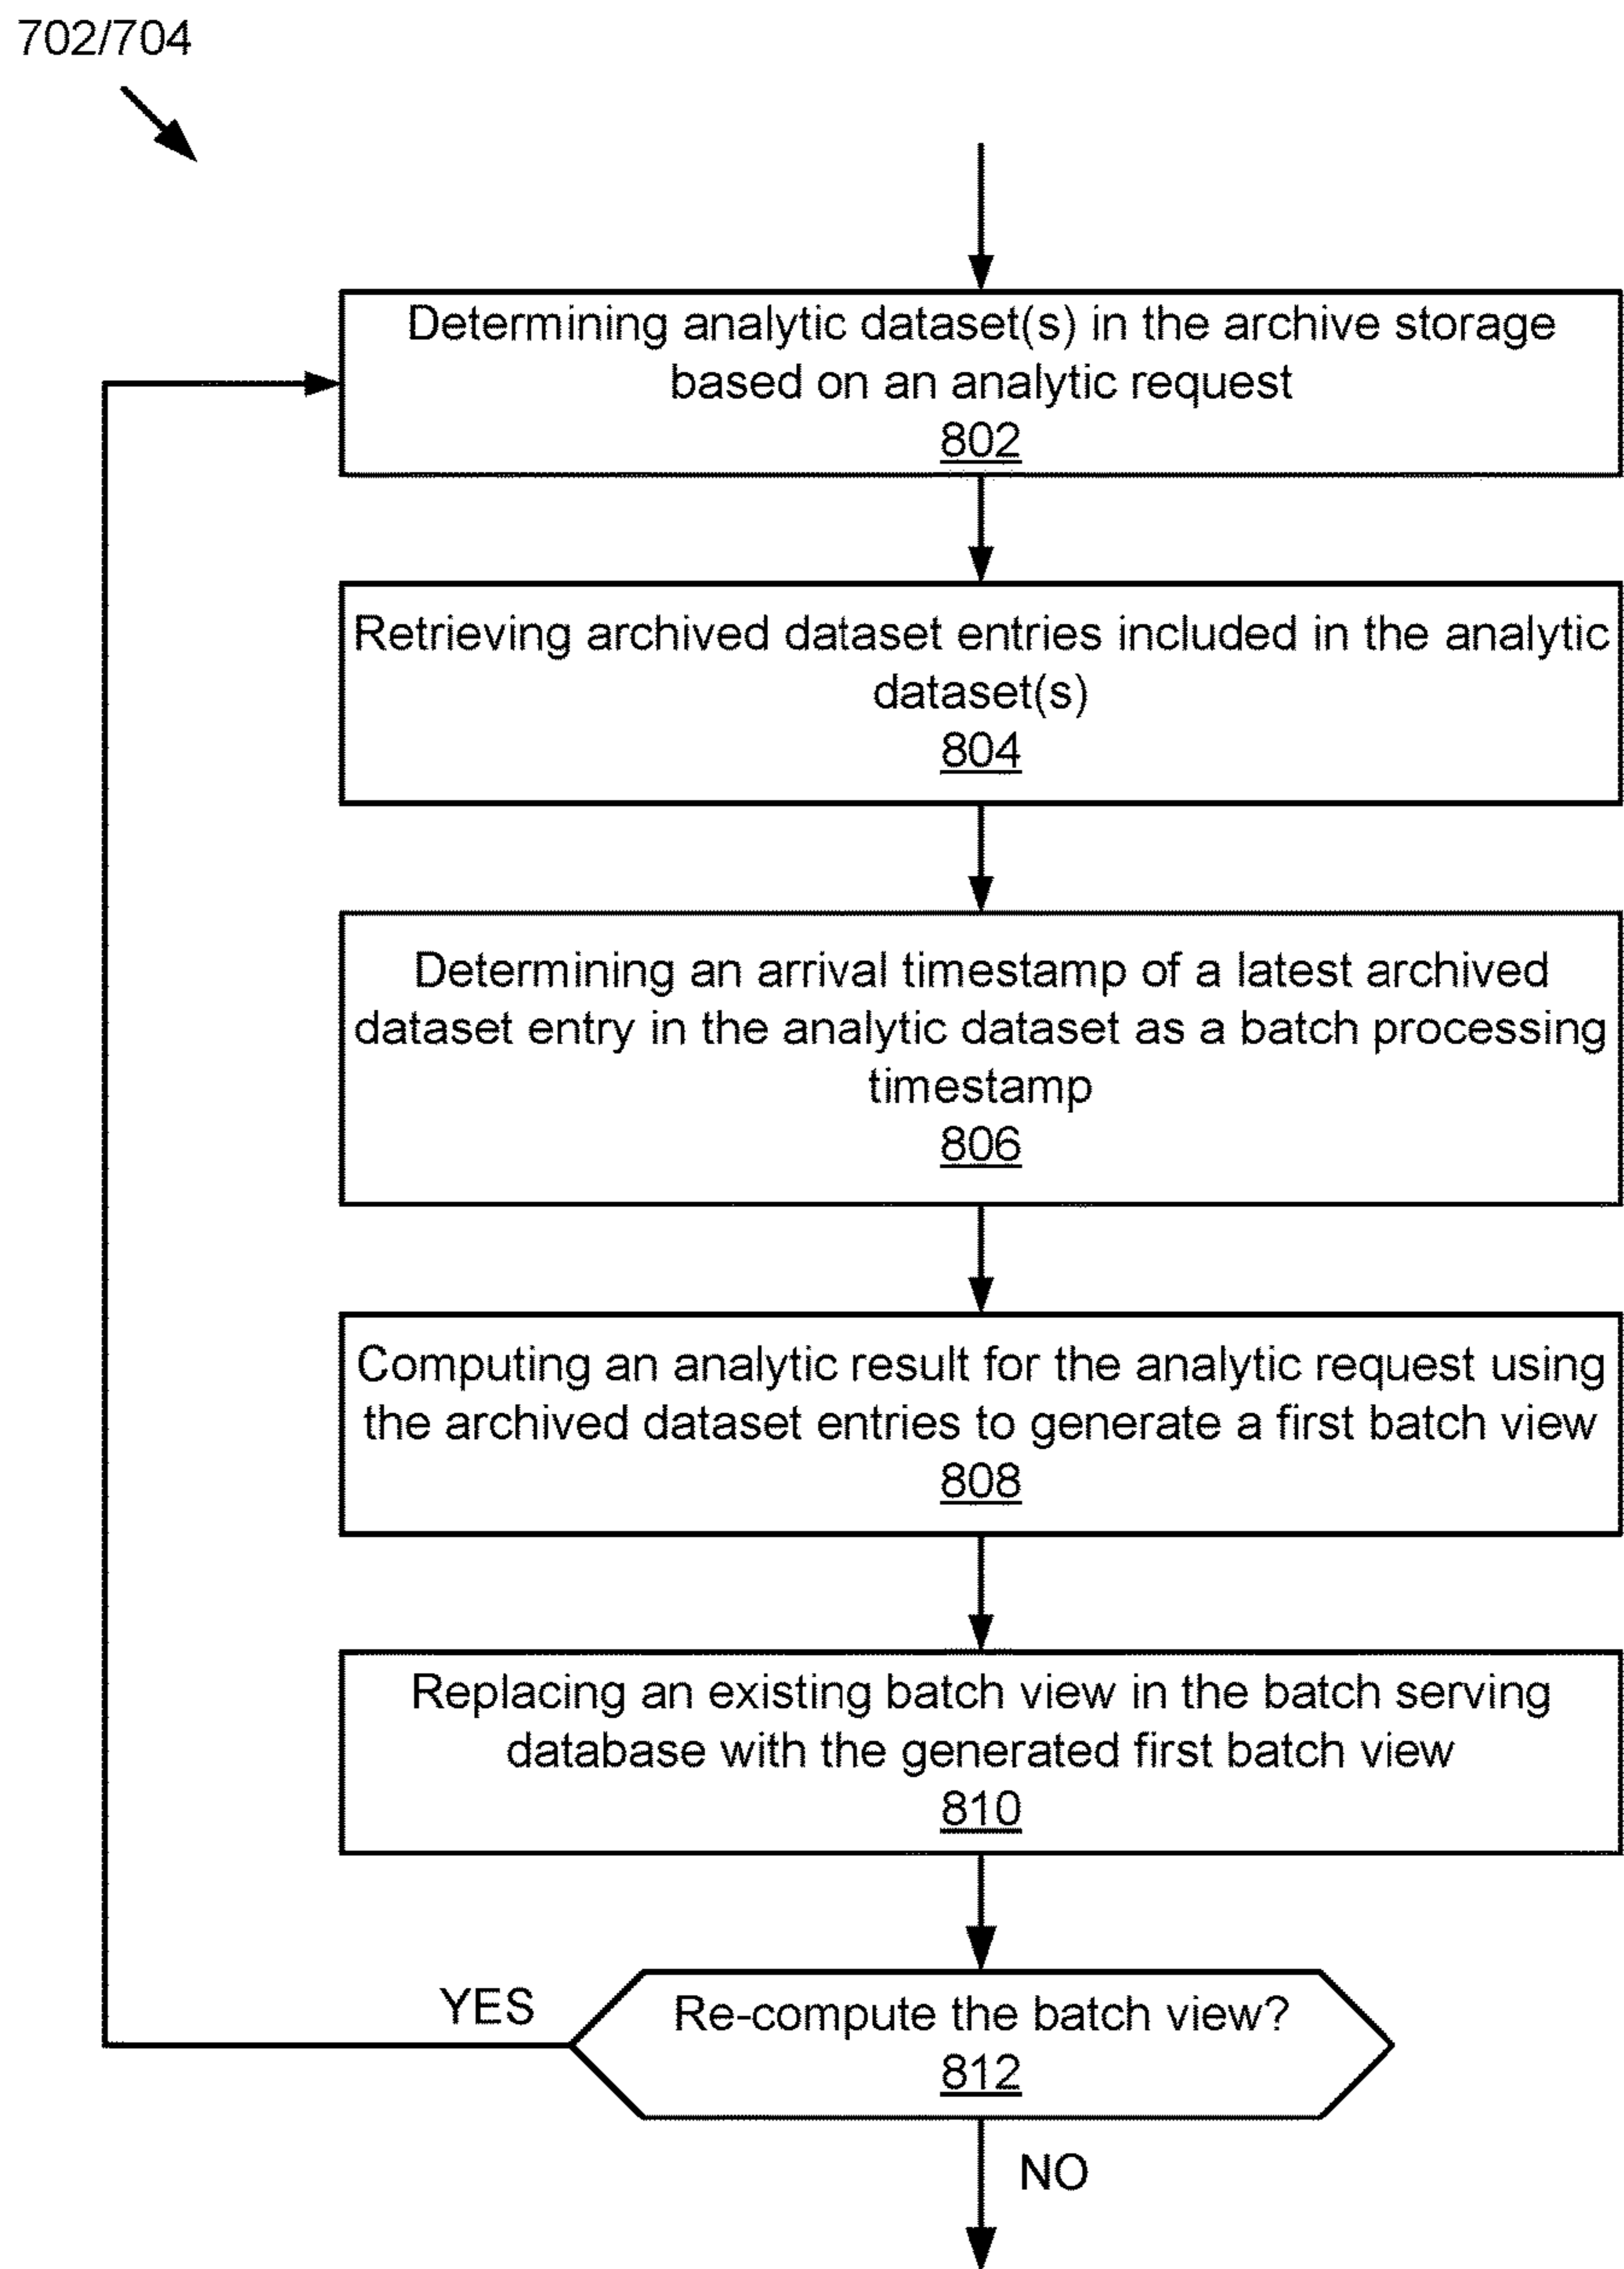 702/704
Determining analytic dataset(s) in the archive storage
based on an analytic request
802
Retrieving archived dataset entries included in the analytic
dataset(s)
804
Determining an arrival timestamp of a latest archived
dataset entry in the analytic dataset as a batch processing
timestamp
806
Computing an analytic result for the analytic request using
the archived dataset entries to generate a first batch view
808
Replacing an existing batch view in the batch serving
database with the generated first batch view
810
YES
Re-compute the batch view?
812
NO